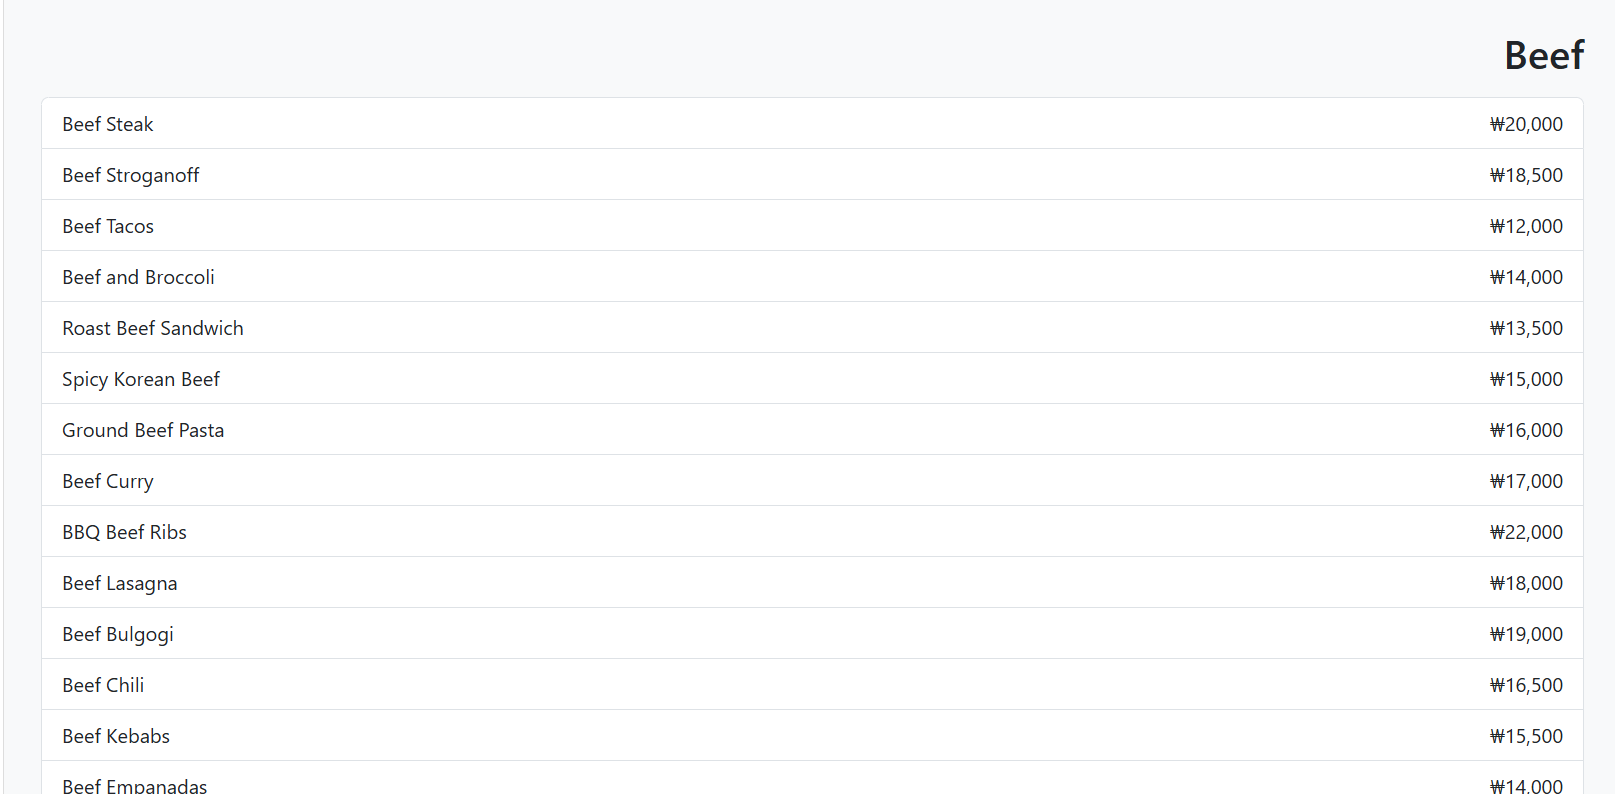 Beef
Beef Steak ₩20,000
Beef Stroganoff ₩18,500
Beef Tacos ₩12,000
Beef and Broccoli ₩14,000
Roast Beef Sandwich ₩13,500
Spicy Korean Beef ₩15,000
Ground Beef Pasta ₩16,000
Beef Curry ₩17,000
BBQ Beef Ribs ₩22,000
Beef Lasagna ₩18,000
Beef Bulgogi ₩19,000
Beef Chili ₩16,500
Beef Kebabs ₩15,500
Beef Empanadas ₩14,000